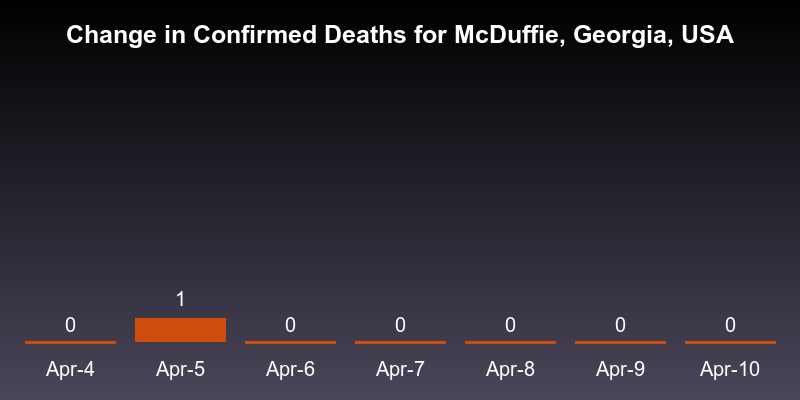 Change in Confirmed Deaths for McDuffie, Georgia, USA
1
0 0 0 0 0 0
Apr-4 Apr-5 Apr-6 Apr-7 Apr-8 Apr-9 Apr-10